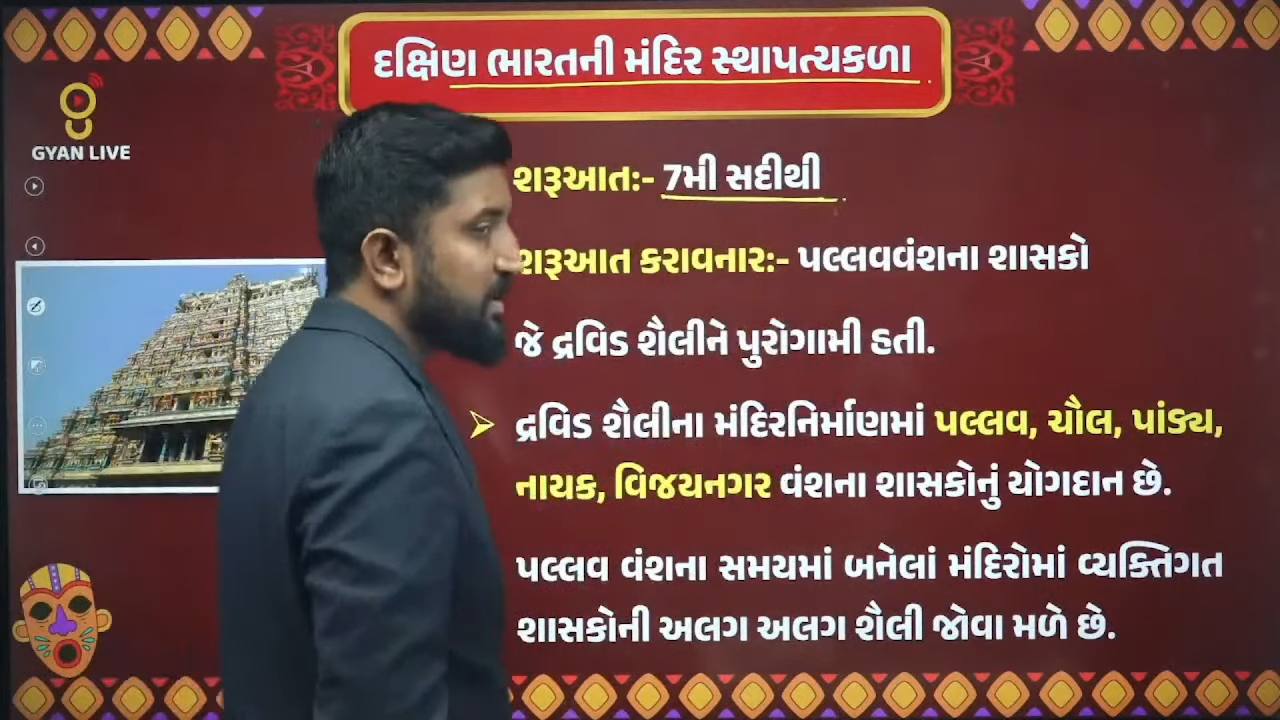 દક્ષિણ ભારતની મંદિર સ્થાપત્યકળા
GYAN LIVE
શરૂઆત:- 7મી સદીથી
શરૂઆત કરાવનાર:- પલ્લવવંશના શાસકો
જે દ્રવિડ શૈલીને પુરોગામી હતી.
દ્રવિડ શૈલીના મંદિરનિર્માણમાં પલ્લવ, ચૌલ, પાંડ્ય,
નાયક, વિજયનગર વંશના શાસકોનું યોગદાન છે.
પલ્લવ વંશના સમયમાં બનેલાં મંદિરોમાં વ્યક્તિગત
શાસકોની અલગ અલગ શૈલી જોવા મળે છે.